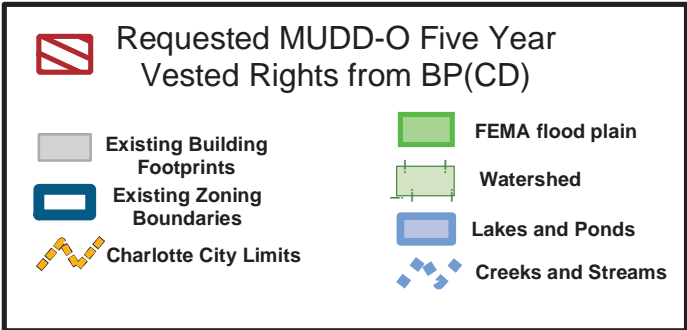 Requested MUDD-O Five Year
Vested Rights from BP(CD)
Existing Building
Footprints
Existing Zoning
Boundaries
Charlotte City Limits
FEMA flood plain
Watershed
Lakes and Ponds
Creeks and Streams